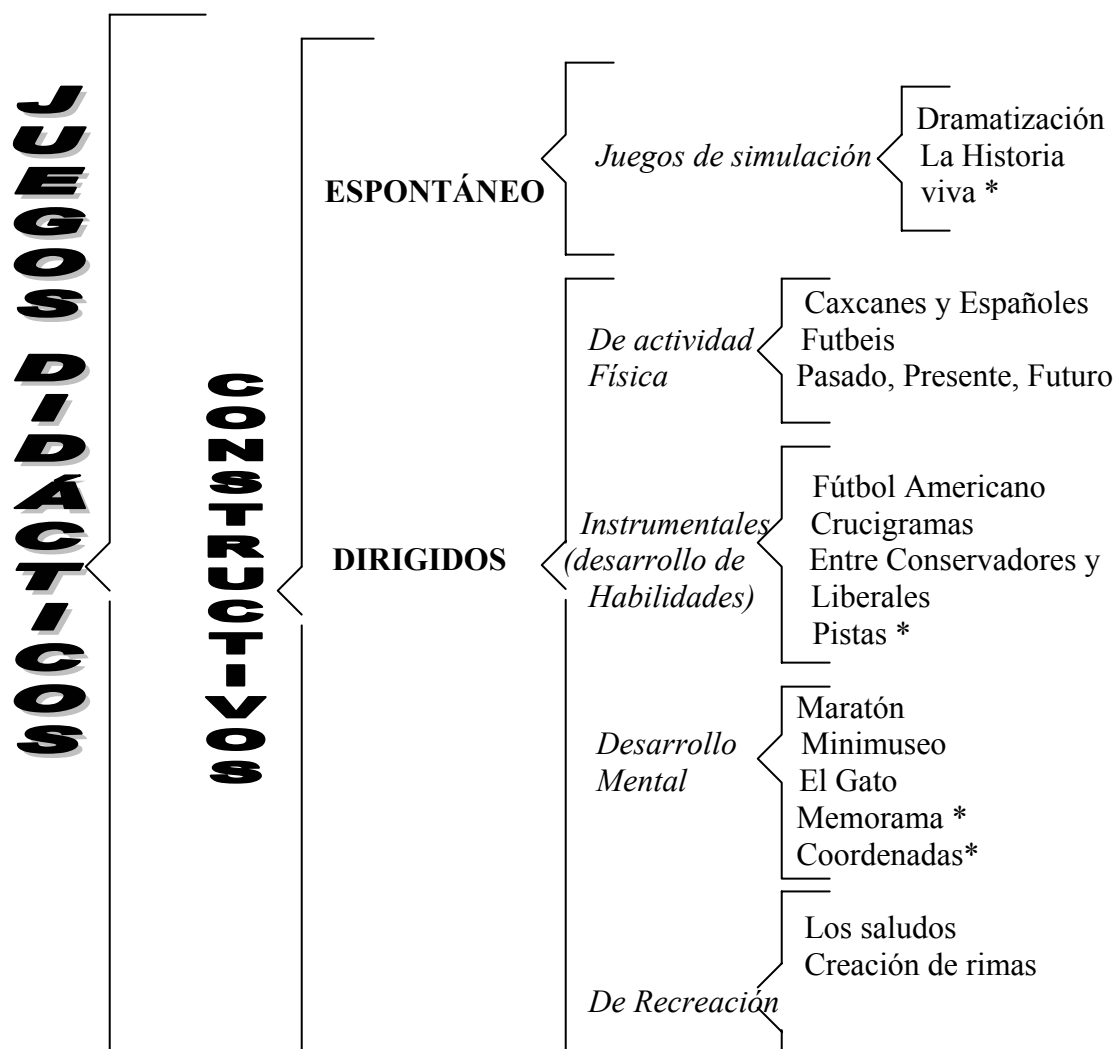 JUEGOS DIDÁCTICOS
CONSTRUCTIVOS
ESPONTÁNEO
Juegos de simulación
Dramatización
La Historia
viva *
DIRIGIDOS
De actividad
Física
Caxcanes y Españoles
Futbeis
Pasado, Presente, Futuro
Instrumentales
(desarrollo de
Habilidades)
Fútbol Americano
Crucigramas
Entre Conservadores y
Liberales
Pistas *
Desarrollo
Mental
Maratón
Minimuseo
El Gato
Memorama *
Coordenadas*
De Recreación
Los saludos
Creación de rimas